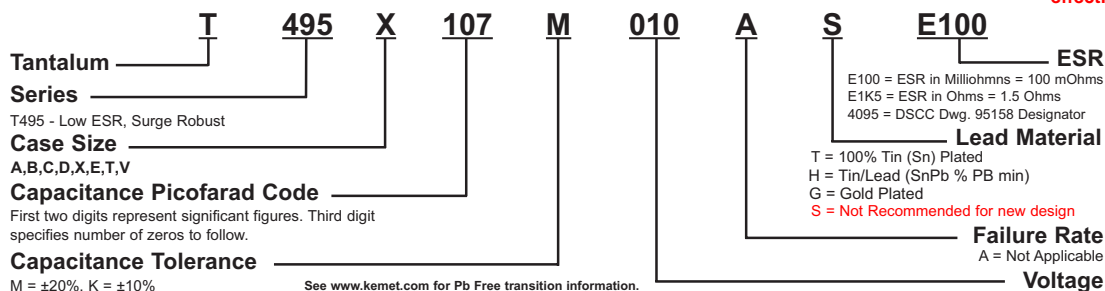 T 495 X 107 M 010 A S E100
Tantalum
Series
T495 - Low ESR, Surge Robust
Case Size
A,B,C,D,X,E,T,V
Capacitance Picofarad Code
First two digits represent significant figures. Third digit
specifies number of zeros to follow.
Capacitance Tolerance
M = ±20%, K = ±10%
See www.kemet.com for Pb Free transition information.
ESR
E100 = ESR in Milliohmns = 100 mOhms
E1K5 = ESR in Ohms = 1.5 Ohms
4095 = DSCC Dwg. 95158 Designator
Lead Material
T = 100% Tin (Sn) Plated
H = Tin/Lead (SnPb % PB min)
G = Gold Plated
S = Not Recommended for new design
Failure Rate
A = Not Applicable
Voltage